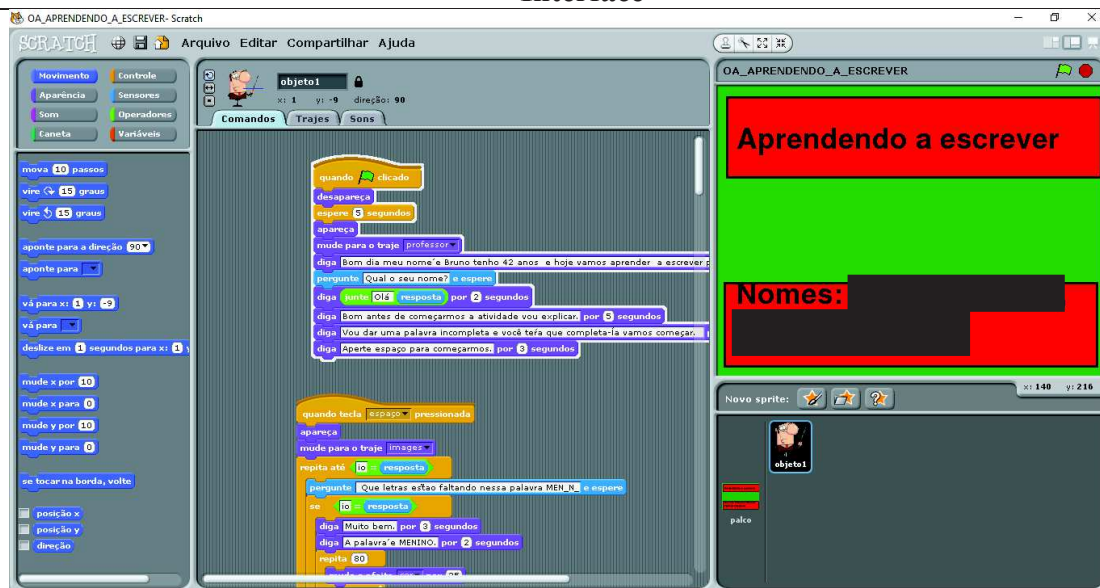 OA_APRENDENDO_A_ESCREVER- Scratch
SCRATCH Arquivo Editar Compartilhar Ajuda
Movimento Controle
Aparência Sensores
Som Operadores
Caneta Variáveis
mova 10 passos
vire 15 graus
vire 15 graus
aponte para a direção 90
aponte para
vá para x: 1 y: -9
vá para
deslize em 1 segundos para x: 1
mude x por 10
mude x para 0
mude y por 10
mude y para 0
se tocar na borda, volte
posição x
posição y
direção
objeto1
x: 1 y: -9 direção: 90
Comandos Trajes Sons
quando clicado
desapareça
espere 5 segundos
apareça
mude para o traje professor
diga Bom dia meu nome´e Bruno tenho 42 anos e hoje vamos aprender a escrever
pergunte Qual o seu nome? e espere
diga junte Olá resposta por 2 segundos
diga Bom antes de começarmos a atividade vou explicar. por 5 segundos
diga Vou dar uma palavra incompleta e você teŕa que completa-ĺa vamos começar.
diga Aperte espaço para começarmos. por 3 segundos
quando tecla espaço pressionada
apareça
mude para o traje Images
repita até io = resposta
pergunte Que letras estao faltando nessa palavra MEN_N_ e espere
se io = resposta
diga Muito bem. por 3 segundos
diga A palavra´e MENINO. por 2 segundos
repita 80
OA_APRENDENDO_A_ESCREVER
Aprendendo a escrever
Nomes:
x: 140 y: 216
Novo sprite:
objeto1
palco